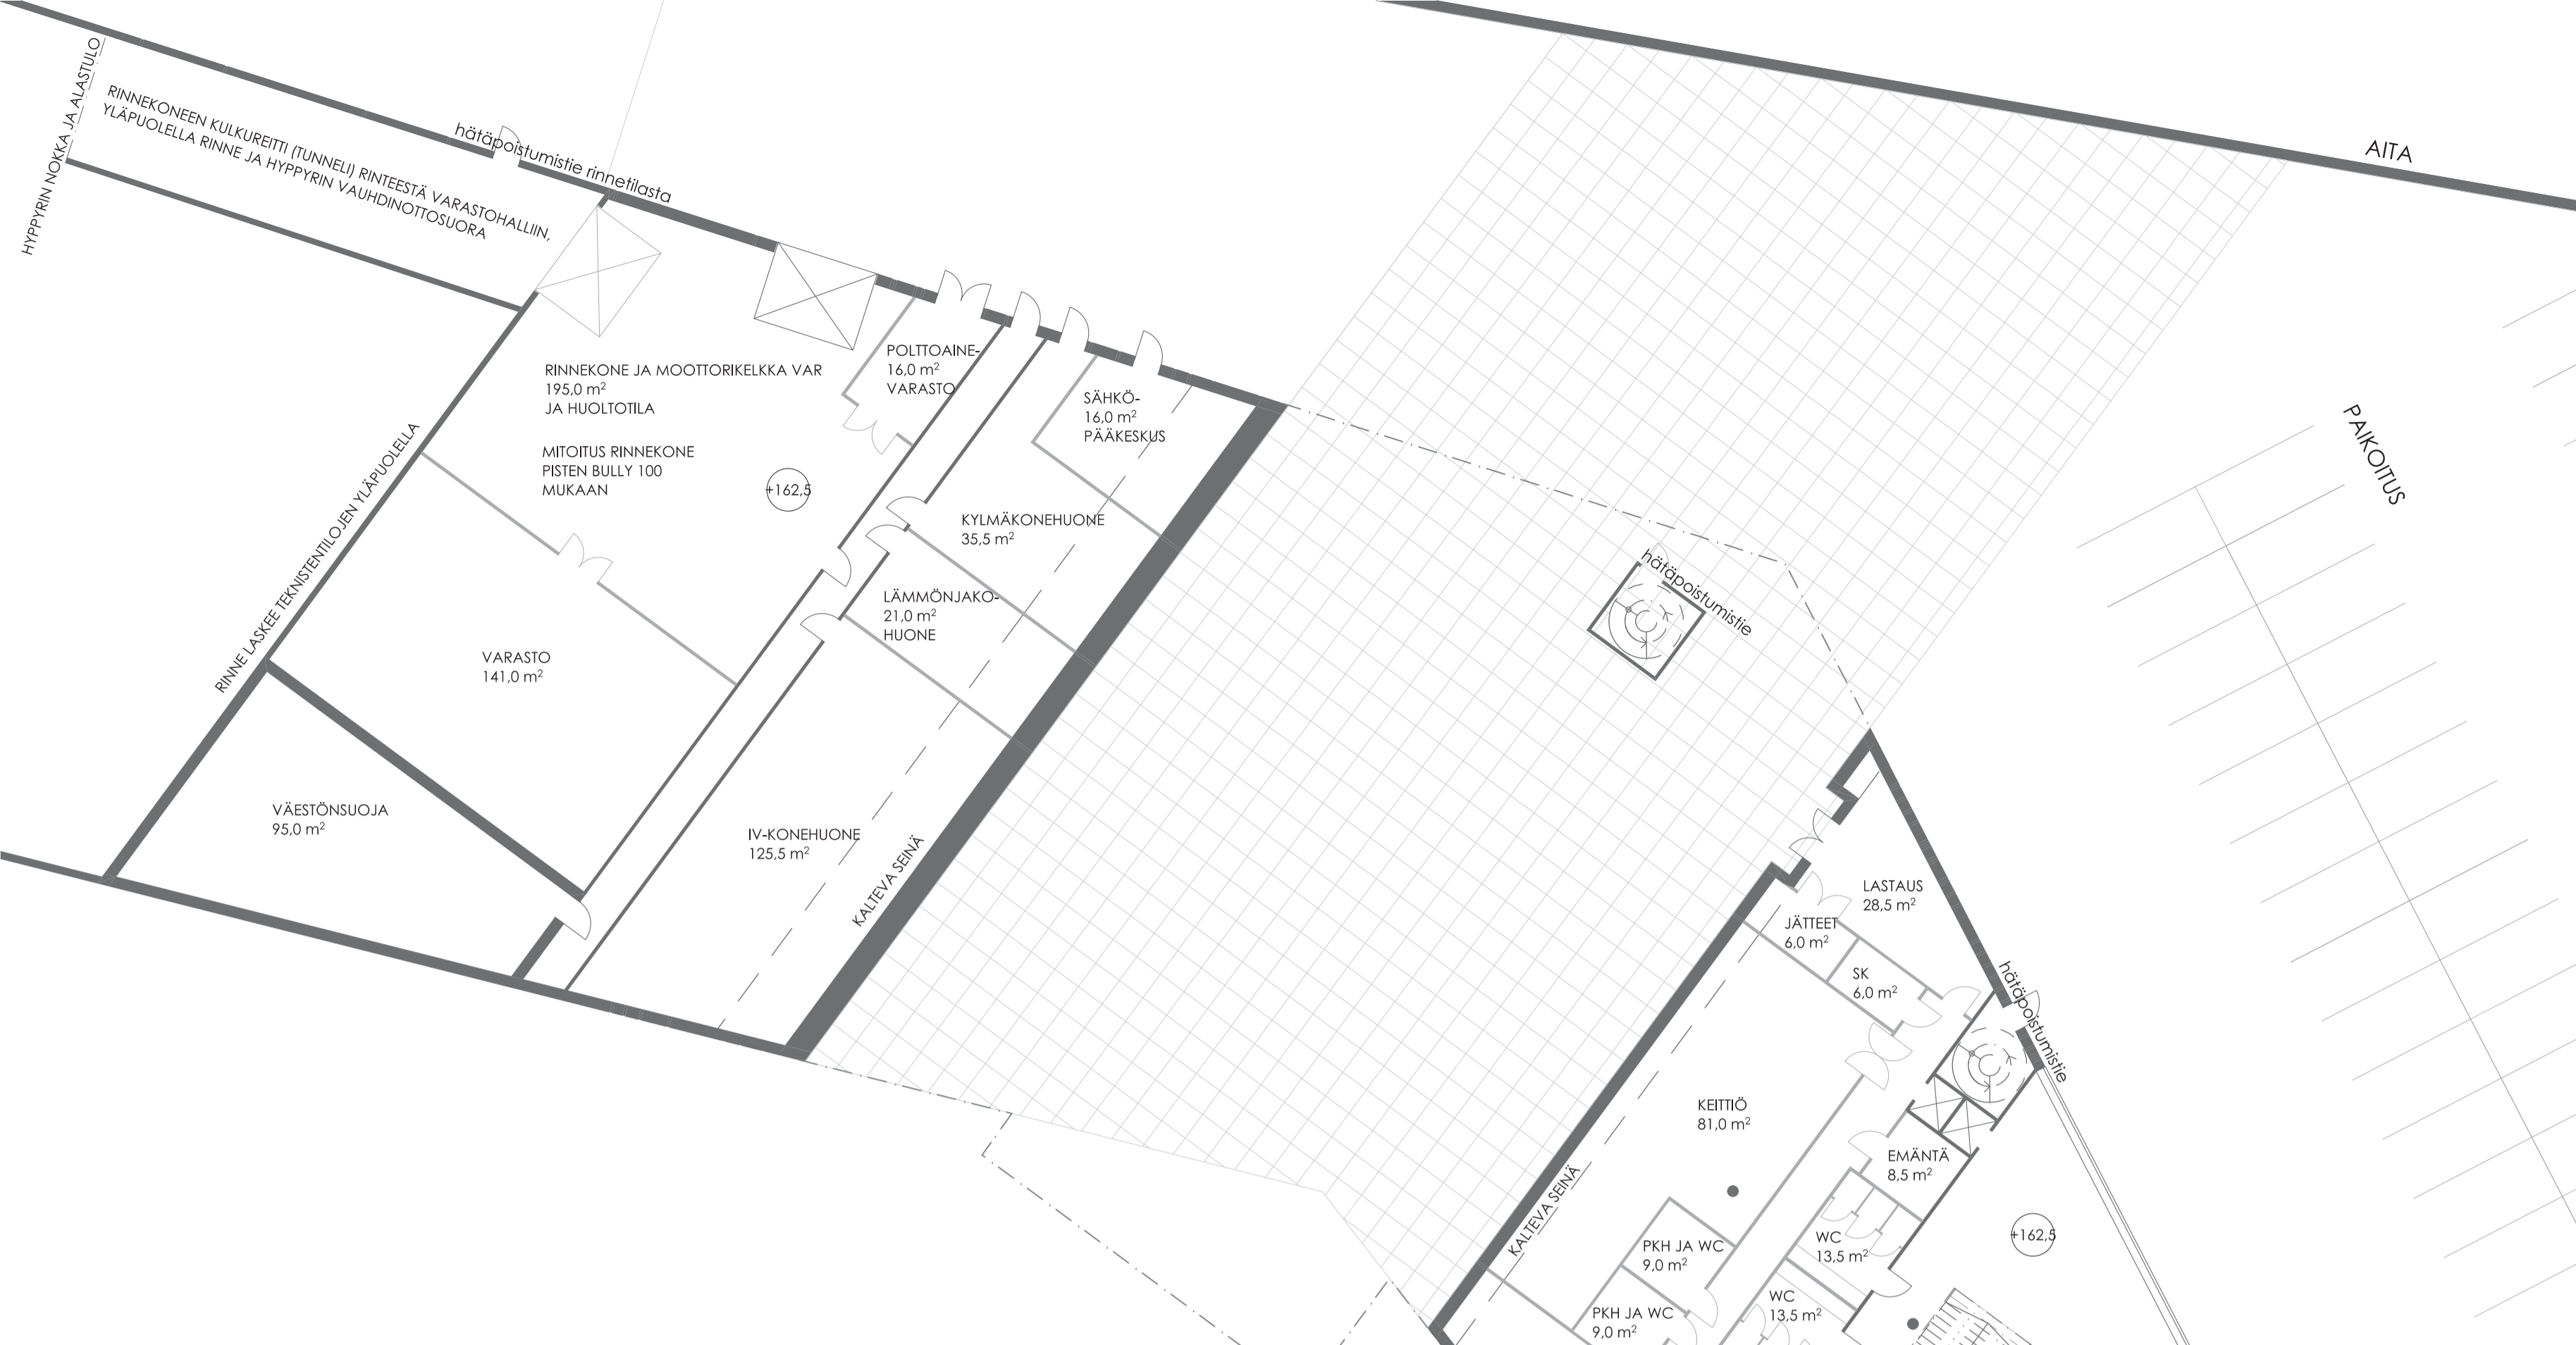 HYPPYRIN NOKKA JA ALASTULO
RINNEKONEEN KULKUREITTI (TUNNELI) RINTEESTÄ VARASTOHALLIIN,
YLÄPUOLELLA RINNE JA HYPPYRIN VAUHDINOTTOSUORA
hätäpoistumistie rinnetilasta
AITA
PAIKOITUS
RINNEKONE JA MOOTTORIKELKKA VAR
195,0 m²
JA HUOLTOTILA
MITOITUS RINNEKONE
PISTEN BULLY 100
MUKAAN
+162,5
POLTTOAINE-
16,0 m²
VARASTO
SÄHKÖ-
16,0 m²
PÄÄKESKUS
KYLMÄKONEHUONE
35,5 m²
LÄMMÖNJAKO-
21,0 m²
HUONE
RINNE LASKEE TEKNISTENTILOJEN YLÄPUOLELLA
VARASTO
141,0 m²
VÄESTÖNSUOJA
95,0 m²
IV-KONEHUONE
125,5 m²
KALTEVA SEINÄ
hätäpoistumistie
LASTAUS
28,5 m²
JÄTTEET
6,0 m²
SK
6,0 m²
hätäpoistumistie
KEITTIÖ
81,0 m²
EMÄNTÄ
8,5 m²
KALTEVA SEINÄ
PKH JA WC
9,0 m²
WC
13,5 m²
+162,5
PKH JA WC
9,0 m²
WC
13,5 m²